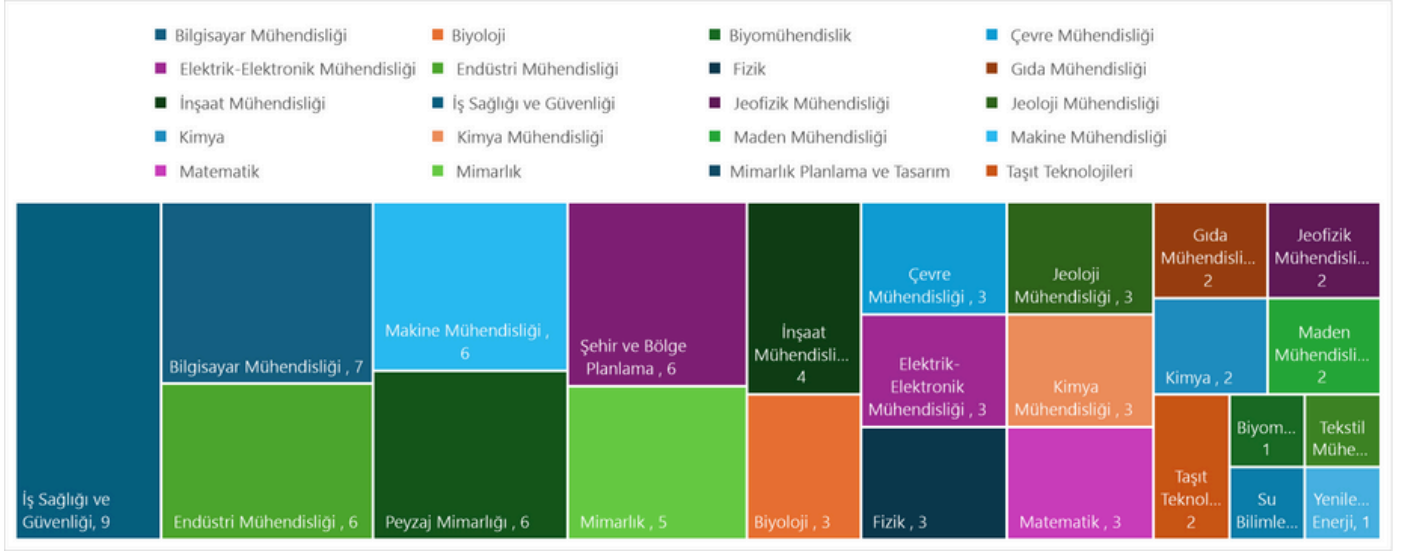 Bilgisayar Mühendisliği
Biyoloji
Biyomühendislik
Çevre Mühendisliği
Elektrik-Elektronik Mühendisliği
Endüstri Mühendisliği
Fizik
Gıda Mühendisliği
İnşaat Mühendisliği
İş Sağlığı ve Güvenliği
Jeofizik Mühendisliği
Jeoloji Mühendisliği
Kimya
Kimya Mühendisliği
Maden Mühendisliği
Makine Mühendisliği
Matematik
Mimarlık
Mimarlık Planlama ve Tasarım
Taşıt Teknolojileri
İş Sağlığı ve
Güvenliği, 9
Bilgisayar Mühendisliği , 7
Endüstri Mühendisliği , 6
Makine Mühendisliği ,
6
Peyzaj Mimarlığı , 6
Şehir ve Bölge
Planlama , 6
Mimarlık , 5
İnşaat
Mühendisli...
4
Biyoloji , 3
Çevre
Mühendisliği , 3
Elektrik-
Elektronik
Mühendisliği , 3
Fizik , 3
Jeoloji
Mühendisliği , 3
Kimya
Mühendisliği , 3
Matematik , 3
Gıda
Mühendisli...
2
Jeofizik
Mühendisli...
2
Kimya , 2
Maden
Mühendisli...
2
Taşıt
Teknol...
2
Biyom...
1
Tekstil
Mühe...
Su
Bilimle...
Yenile...
Enerji, 1